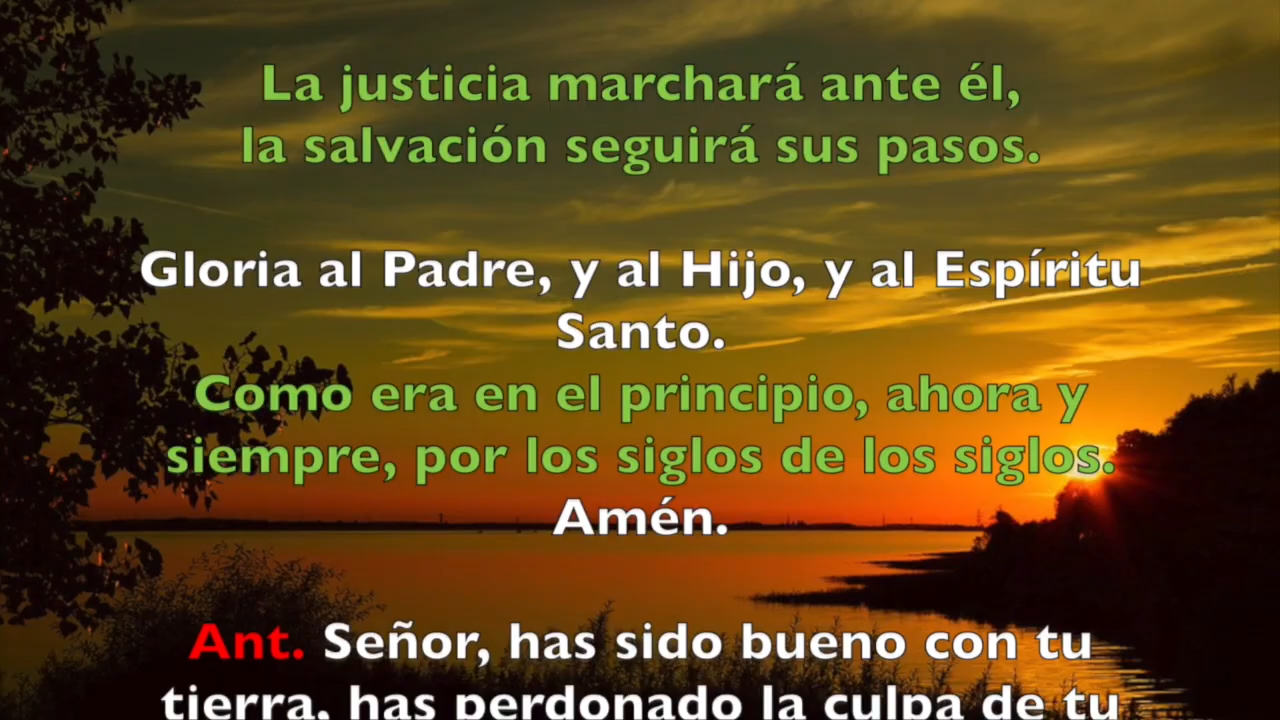 La justicia marchará ante él,
la salvación seguirá sus pasos.
Gloria al Padre, y al Hijo, y al Espíritu
Santo.
Como era en el principio, ahora y
siempre, por los siglos de los siglos.
Amén.
Ant. Señor, has sido bueno con tu
tierra, has perdonado la culpa de tu